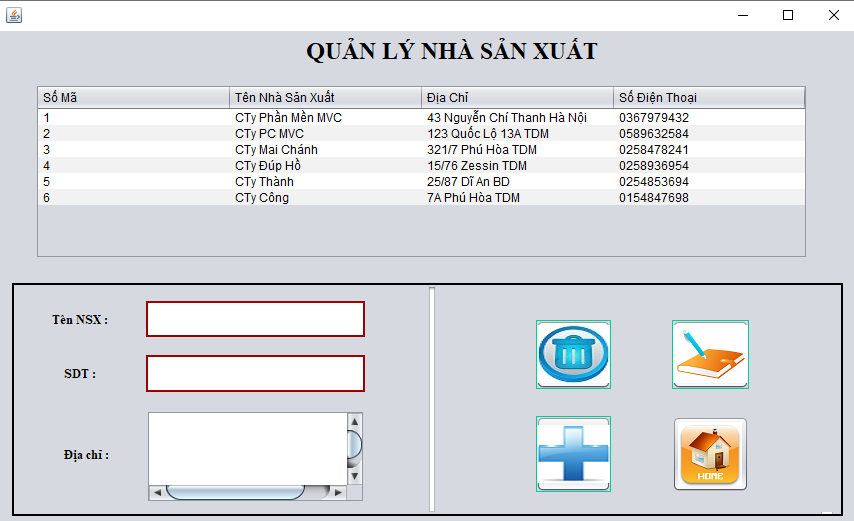 QUẢN LÝ NHÀ SẢN XUẤT
Số Mã Tên Nhà Sản Xuất Địa Chỉ Số Điện Thoại
1 CTy Phần Mền MVC 43 Nguyễn Chí Thanh Hà Nội 0367979432
2 CTy PC MVC 123 Quốc Lộ 13A TDM 0589632584
3 CTy Mai Chánh 321/7 Phú Hòa TDM 0258478241
4 CTy Đúp Hồ 15/76 Zessin TDM 0258936954
5 CTy Thành 25/87 Dĩ An BD 0254853694
6 CTy Công 7A Phú Hòa TDM 0154847698
Tên NSX :
SDT :
Địa chỉ :
HOME